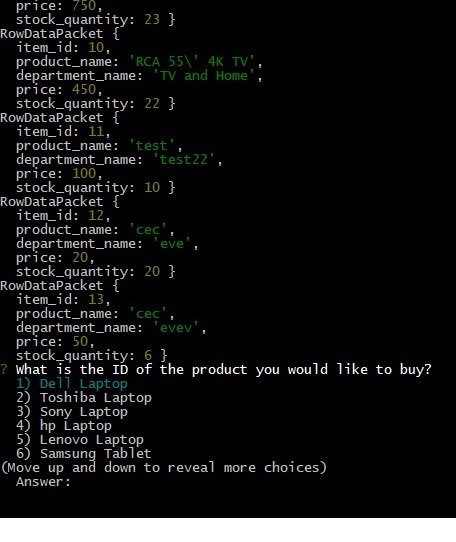 price: 750,
stock_quantity: 23 }
RowDataPacket {
item_id: 10,
product_name: 'RCA 55\' 4K TV',
department_name: 'TV and Home',
price: 450,
stock_quantity: 22 }
RowDataPacket {
item_id: 11,
product_name: 'test',
department_name: 'test22',
price: 100,
stock_quantity: 10 }
RowDataPacket {
item_id: 12,
product_name: 'cec',
department_name: 'eve',
price: 20,
stock_quantity: 20 }
RowDataPacket {
item_id: 13,
product_name: 'cec',
department_name: 'evev',
price: 50,
stock_quantity: 6 }
? What is the ID of the product you would like to buy?
1) Dell Laptop
2) Toshiba Laptop
3) Sony Laptop
4) hp Laptop
5) Lenovo Laptop
6) Samsung Tablet
(Move up and down to reveal more choices)
Answer: